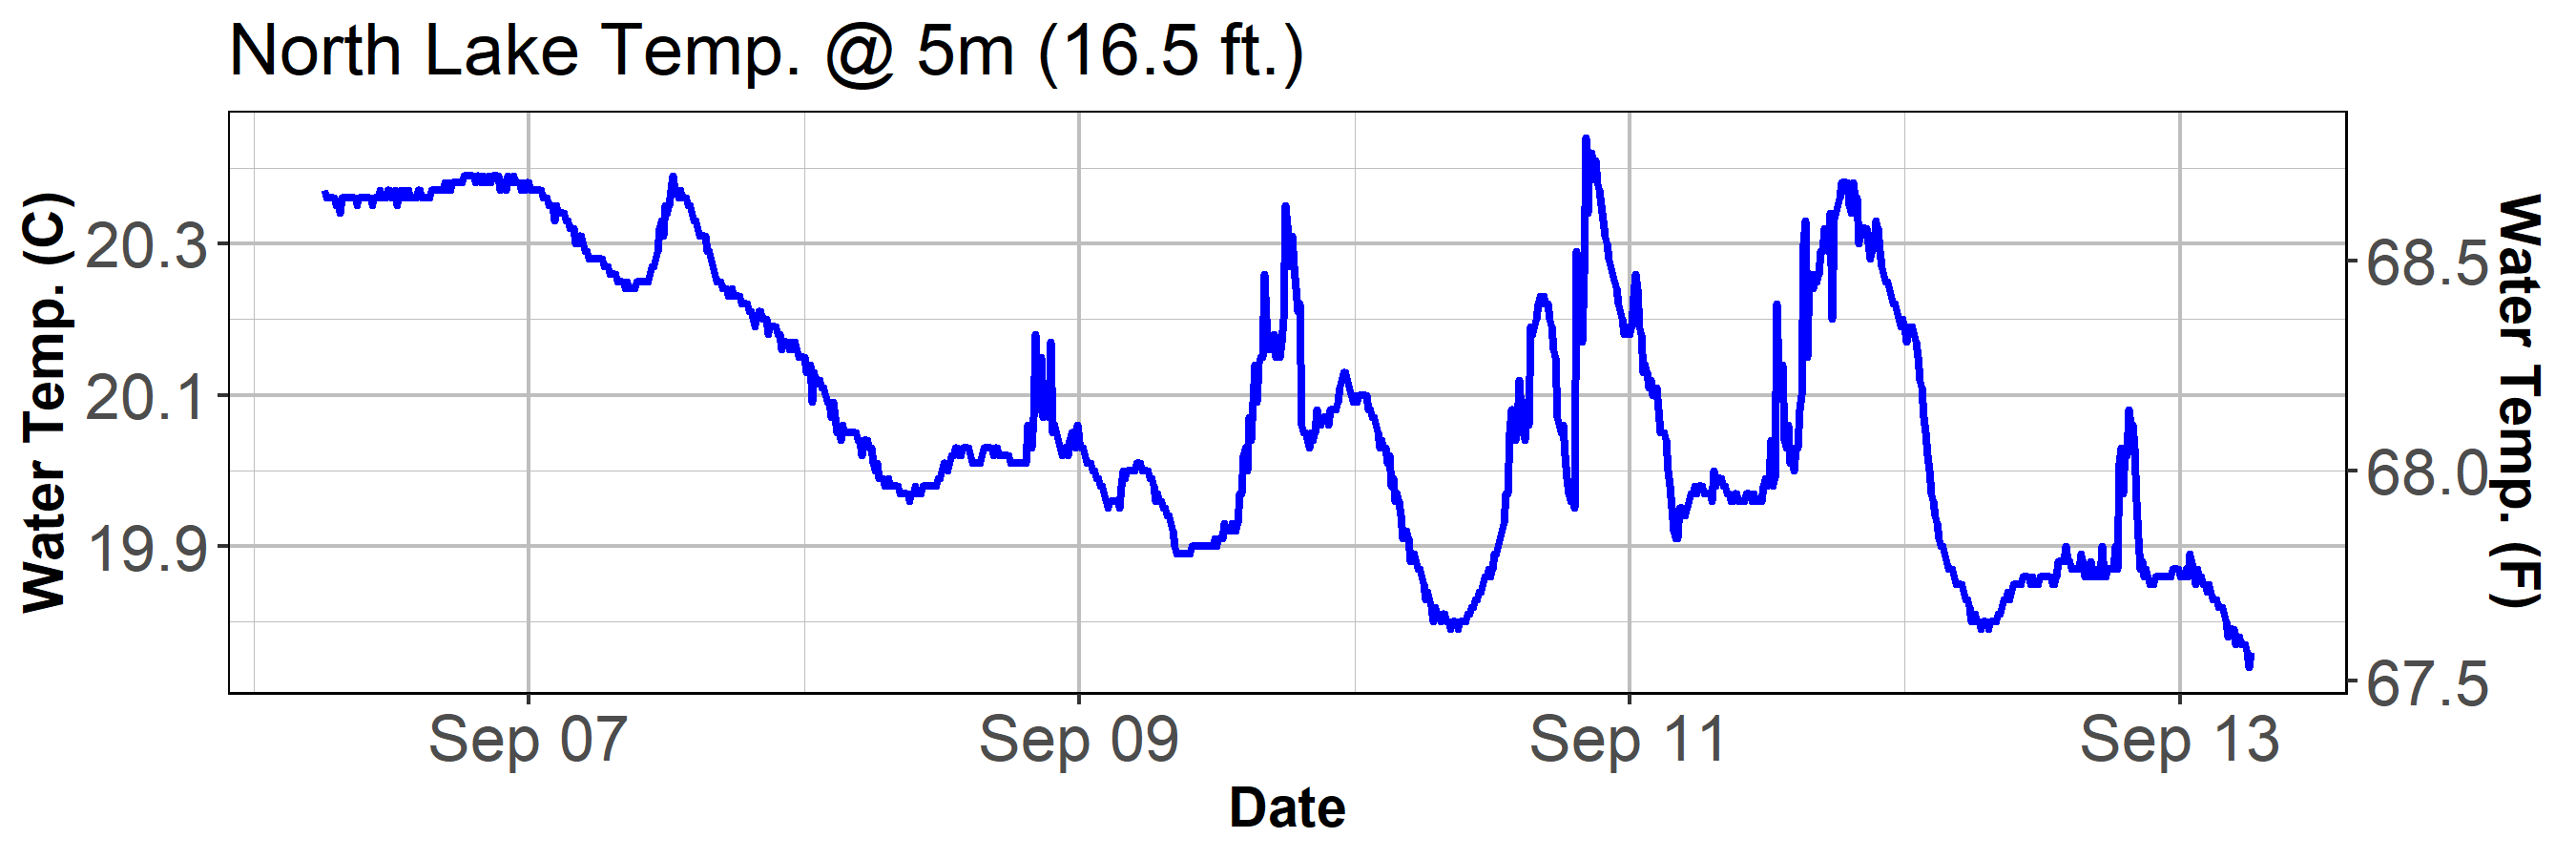 North Lake Temp. @ 5m (16.5 ft.)
Water Temp. (C)
20.3
20.1
19.9
68.5
68.0
67.5
Water Temp. (F)
Sep 07
Sep 09
Sep 11
Sep 13
Date